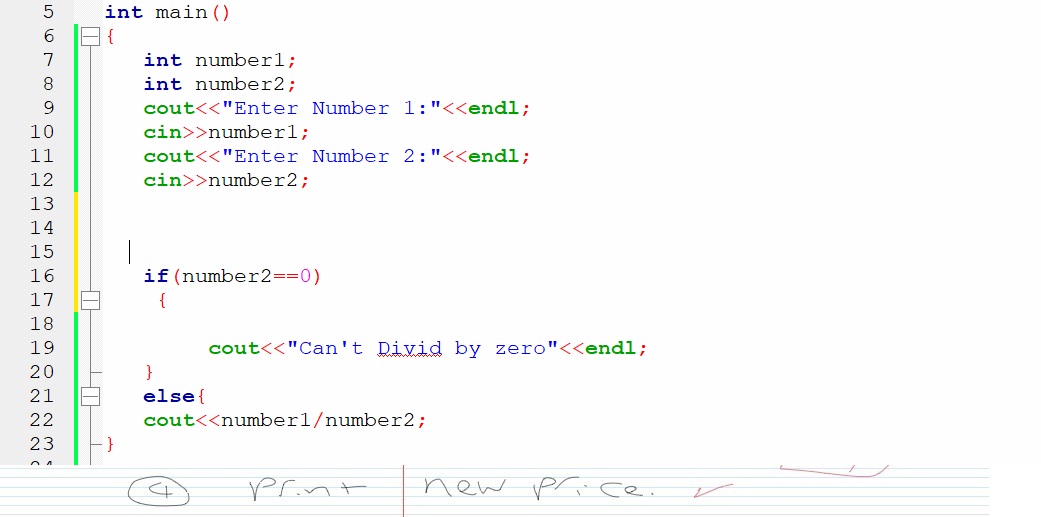 5 int main()
6 {
7 int number1;
8 int number2;
9 cout<<"Enter Number 1:"<<endl;
10 cin>>number1;
11 cout<<"Enter Number 2:"<<endl;
12 cin>>number2;
13
14
15
16 if(number2==0)
17 {
18
19 cout<<"Can't Divid by zero"<<endl;
20 }
21 else{
22 cout<<number1/number2;
23 }
4 print new price.